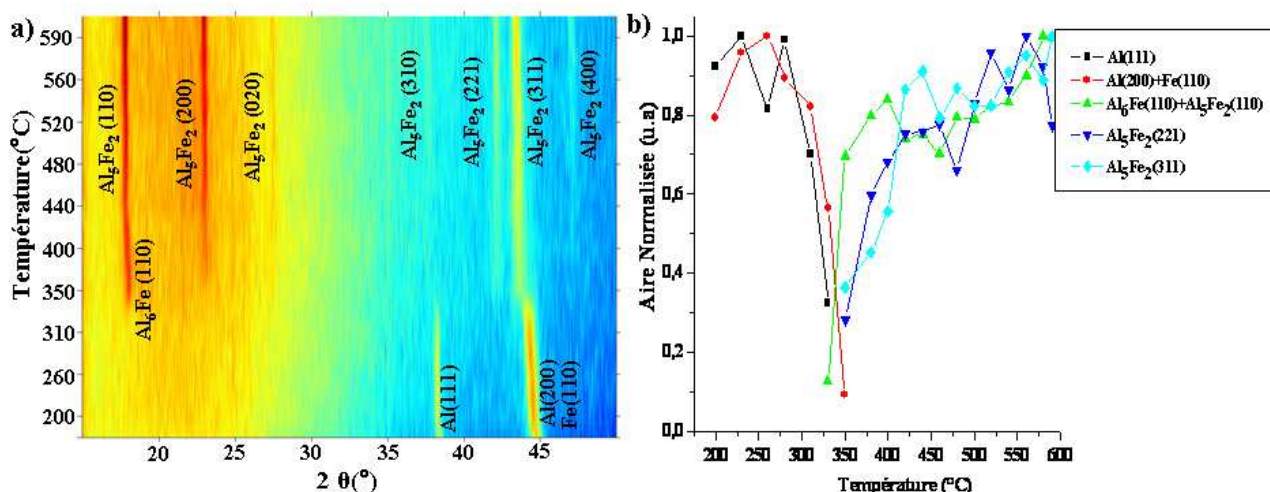 a)
Température(°C)
590
560
520
480
440
400
350
310
260
200
Al5Fe2 (110)
Al6Fe (110)
Al5Fe2 (200)
Al5Fe2 (020)
Al5Fe2 (310)
Al5Fe2 (221)
Al5Fe2 (311)
Al5Fe2 (400)
Al(111)
Al(200)
Fe(110)
20 25 30 35 40 45
2 θ(°)
b)
Aire Normalisée (u.a)
1,0
0,8
0,6
0,4
0,2
0,0
200 250 300 350 400 450 500 550 600
Température (°C)
Al(111)
Al(200)+Fe(110)
Al6Fe(110)+Al5Fe2(110)
Al5Fe2(221)
Al5Fe2(311)